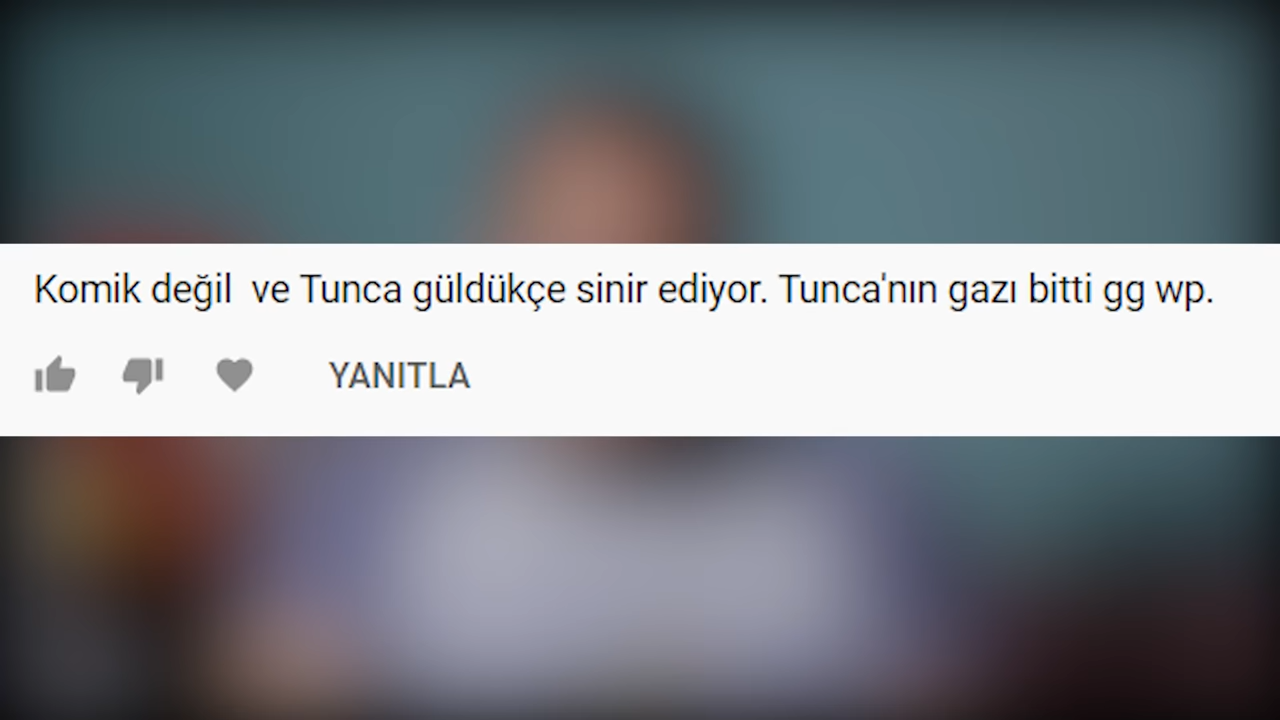 Komik değil  ve Tunca güldükçe sinir ediyor. Tunca'nın gazı bitti gg wp.
YANITLA